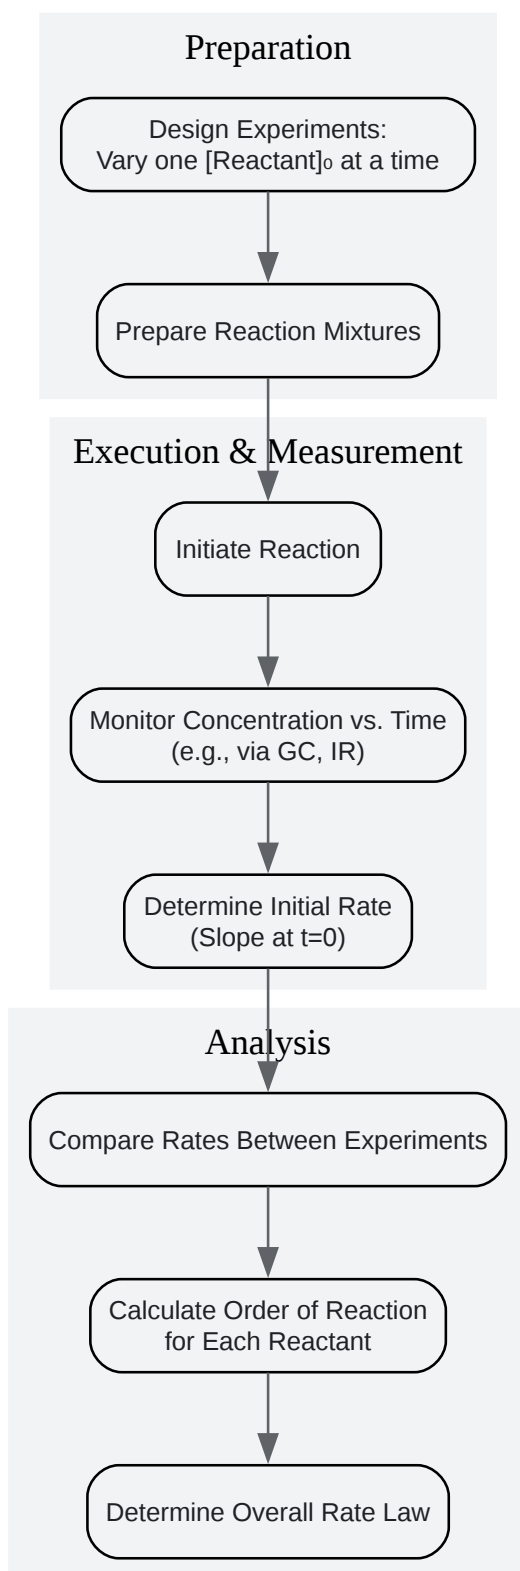 Preparation
Design Experiments:
Vary one [Reactant]₀ at a time
Prepare Reaction Mixtures
Execution & Measurement
Initiate Reaction
Monitor Concentration vs. Time
(e.g., via GC, IR)
Determine Initial Rate
(Slope at t=0)
Analysis
Compare Rates Between Experiments
Calculate Order of Reaction
for Each Reactant
Determine Overall Rate Law